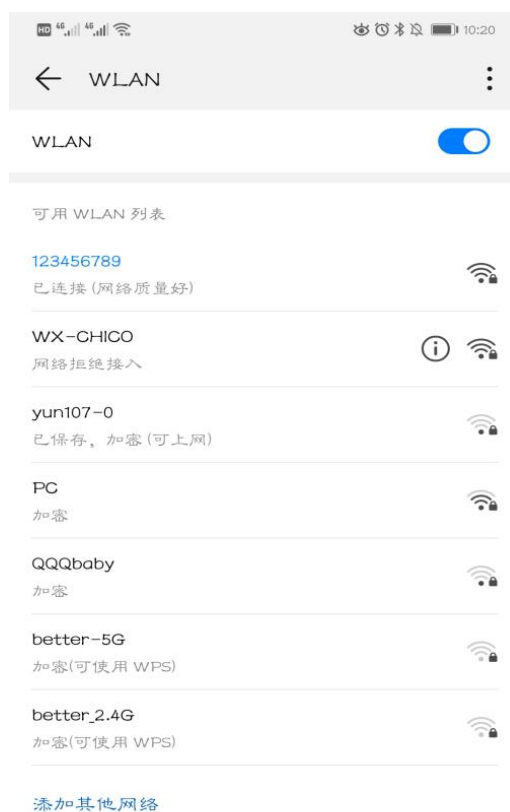 HD 4G 4G 10:20
WLAN
WLAN
可用 WLAN 列表
123456789
已连接 (网络质量好)
WX-CHICO
网络拒绝接入
yun107-0
已保存，加密 (可上网)
PC
加密
QQQbaby
加密
better-5G
加密(可使用 WPS)
better_2.4G
加密(可使用 WPS)
添加其他网络